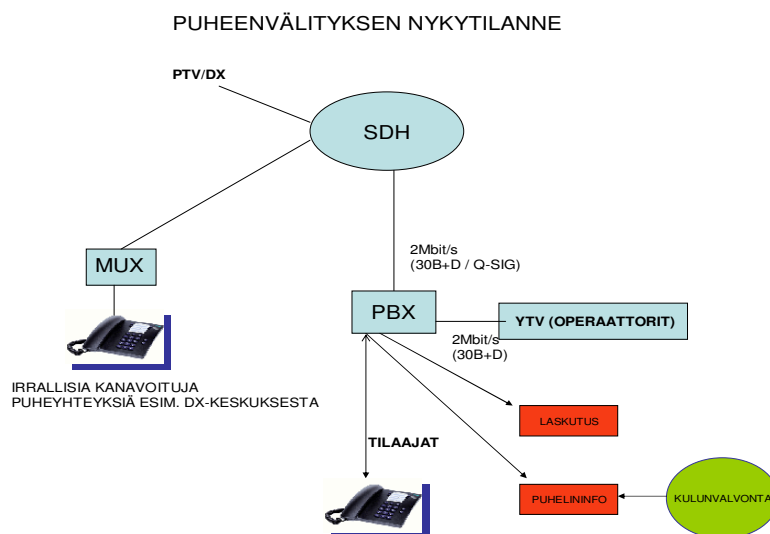 PUHEENVÄLITYKSEN NYKYTILANNE
PTV/DX
SDH
2Mbit/s
(30B+D / Q-SIG)
MUX
PBX
YTV (OPERAATTORIT)
2Mbit/s
(30B+D)
IRRALLISIA KANAVOITUJA
PUHEYHTEYKSIÄ ESIM. DX-KESKUKSESTA
LASKUTUS
TILAAJAT
PUHELININFO
KULUNVALVONTA